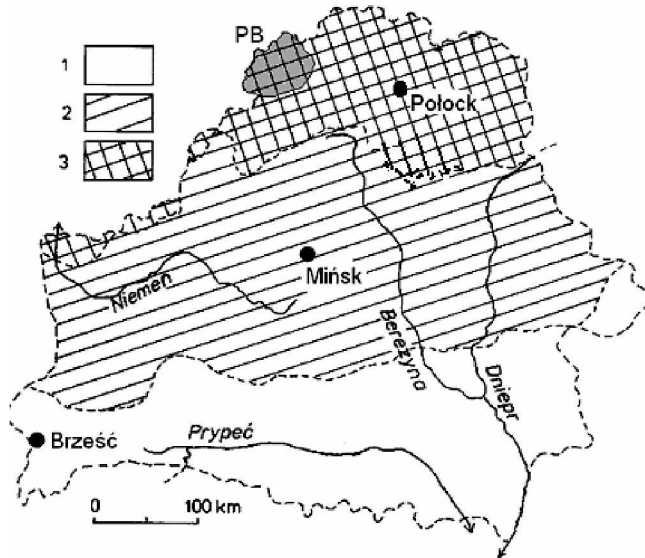 PB
1
2
3
Połock
Mińsk
Niemen
Berezyna
Dniepr
Brześć
Prypeć
0 100 km